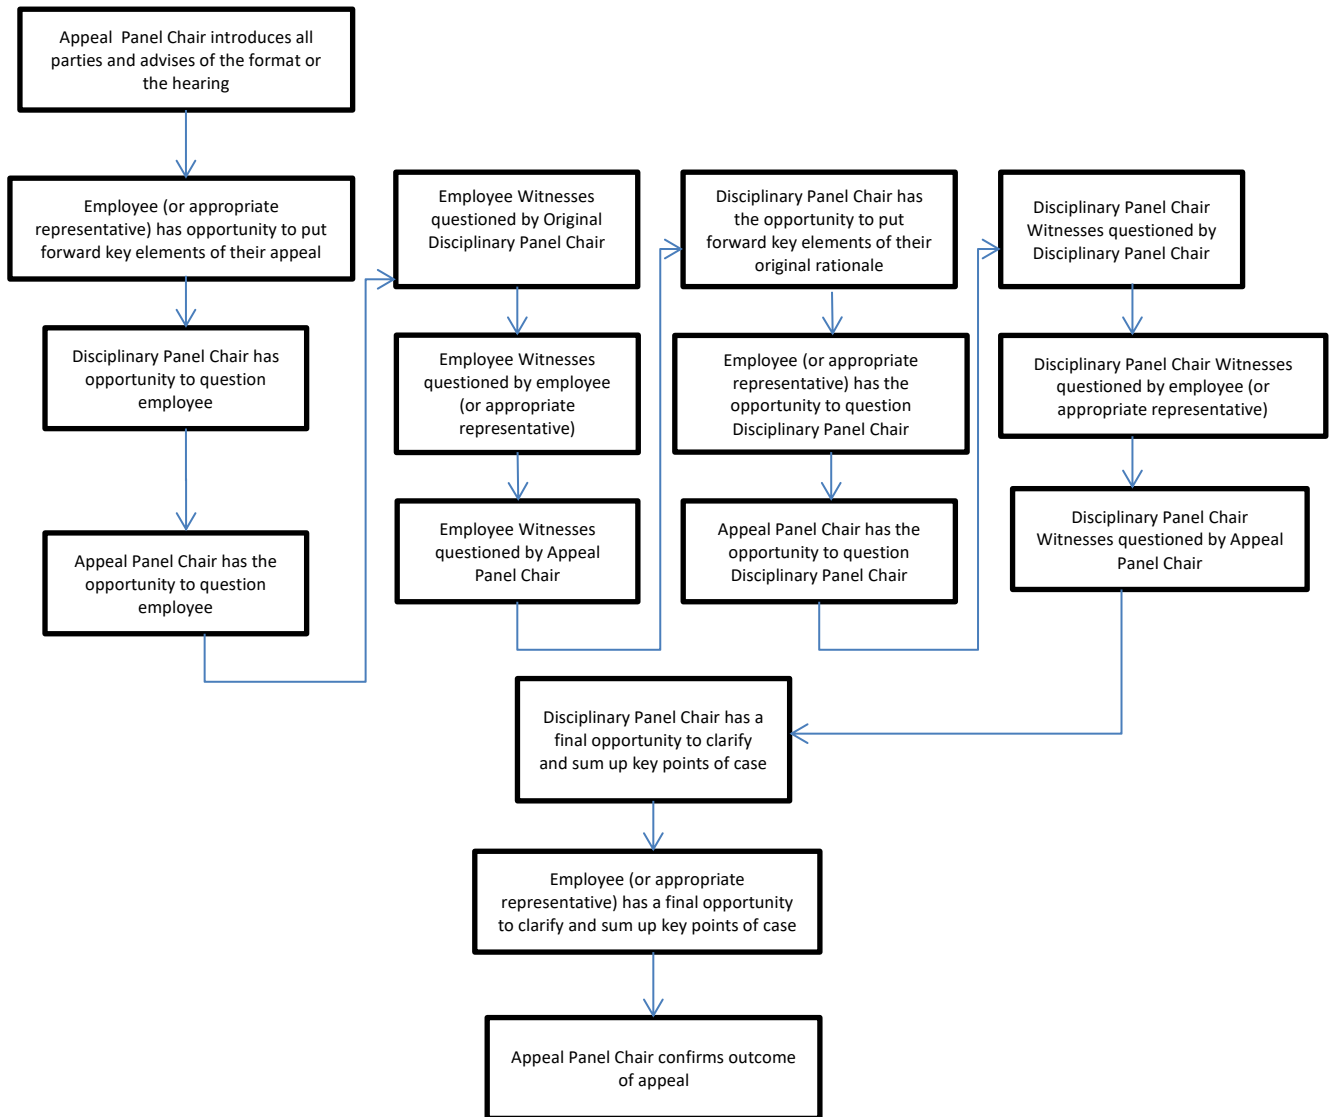 Appeal  Panel Chair introduces all
parties and advises of the format or
the hearing
Employee (or appropriate
representative) has opportunity to put
forward key elements of their appeal
Disciplinary Panel Chair has
opportunity to question
employee
Appeal Panel Chair has the
opportunity to question
employee
Employee Witnesses
questioned by Original
Disciplinary Panel Chair
Employee Witnesses
questioned by employee
(or appropriate
representative)
Employee Witnesses
questioned by Appeal
Panel Chair
Disciplinary Panel Chair has
the opportunity to put
forward key elements of their
original rationale
Employee (or appropriate
representative) has the
opportunity to question
Disciplinary Panel Chair
Appeal Panel Chair has the
opportunity to question
Disciplinary Panel Chair
Disciplinary Panel Chair
Witnesses questioned by
Disciplinary Panel Chair
Disciplinary Panel Chair Witnesses
questioned by employee (or
appropriate representative)
Disciplinary Panel Chair
Witnesses questioned by Appeal
Panel Chair
Disciplinary Panel Chair has a
final opportunity to clarify
and sum up key points of case
Employee (or appropriate
representative) has a final opportunity
to clarify and sum up key points of case
Appeal Panel Chair confirms outcome
of appeal